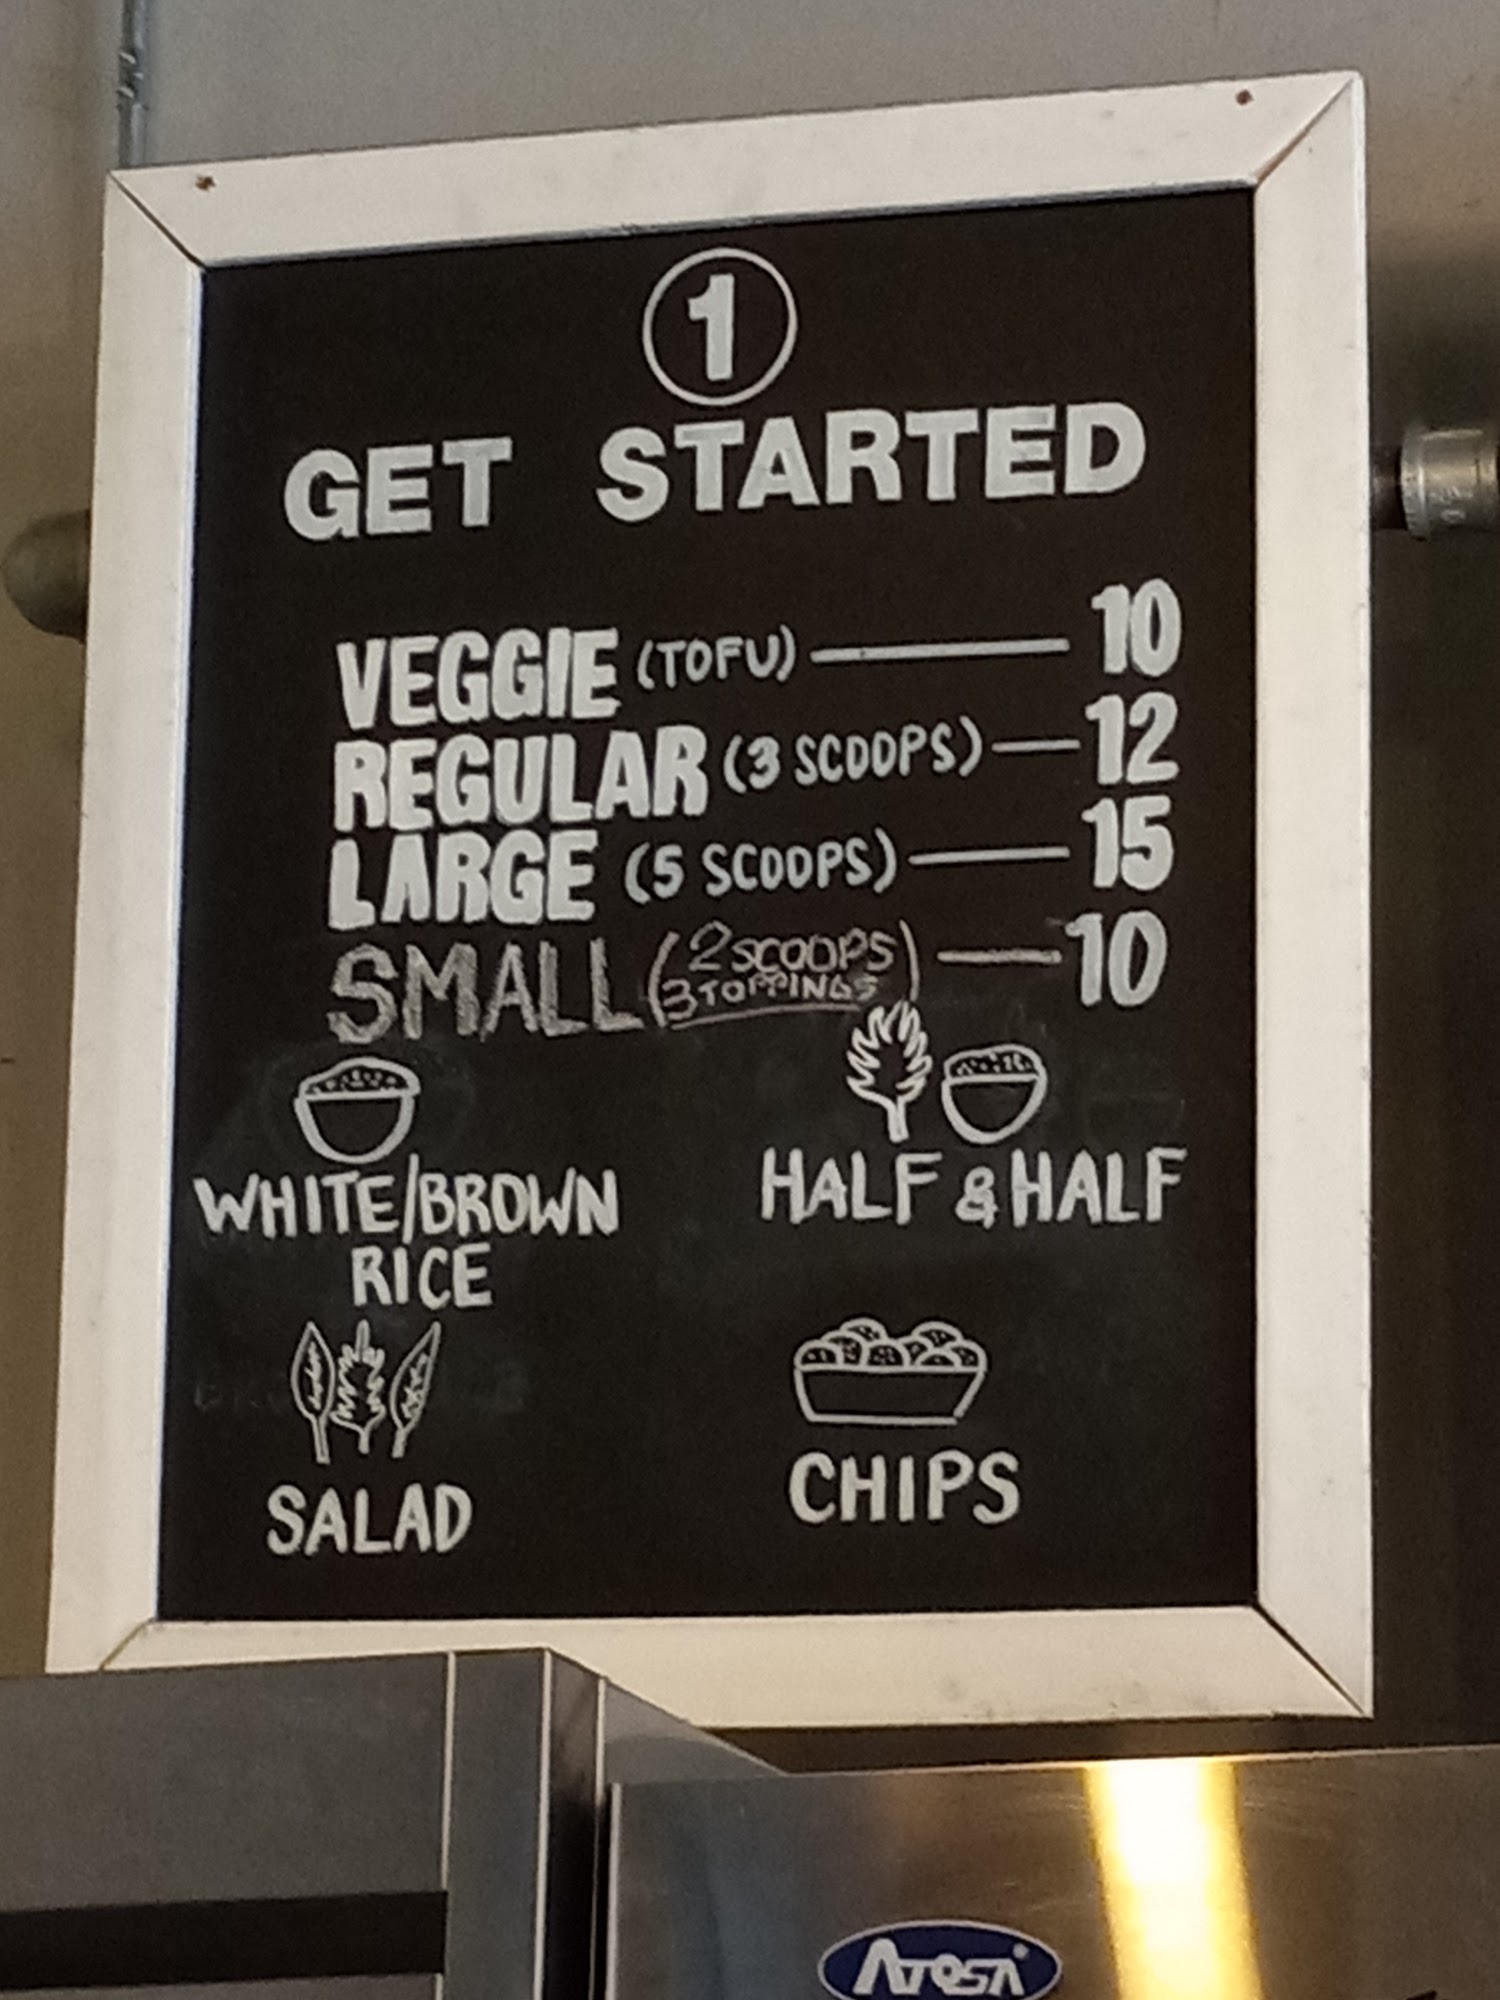 1
GET STARTED
VEGGIE (TOFU) — 10
REGULAR (3 SCOOPS) — 12
LARGE (5 SCOOPS) — 15
SMALL (2 SCOOPS 3 TOPPINGS) — 10
WHITE/BROWN
RICE
HALF & HALF
SALAD
CHIPS
ATOSA®